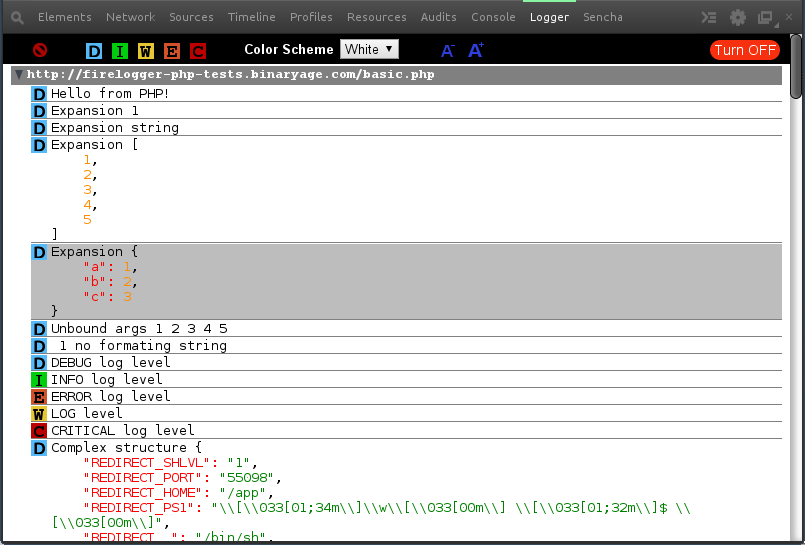 Elements Network Sources Timeline Profiles Resources Audits Console Logger Sencha
D I W E C Color Scheme White A- A+ Turn OFF
http://firelogger-php-tests.binaryage.com/basic.php
D Hello from PHP!
D Expansion 1
D Expansion string
D Expansion [
1,
2,
3,
4,
5
]
D Expansion {
"a": 1,
"b": 2,
"c": 3
}
D Unbound args 1 2 3 4 5
D 1 no formating string
D DEBUG log level
I INFO log level
E ERROR log level
W LOG level
C CRITICAL log level
D Complex structure {
"REDIRECT_SHLVL": "1",
"REDIRECT_PORT": "55098",
"REDIRECT_HOME": "/app",
"REDIRECT_PS1": "\\[\\033[01;34m\\]\\w\\[\\033[00m\\] \\[\\033[01;32m\\]$ \\
[\\033[00m\\]",
"REDIRECT__": "/bin/sh",